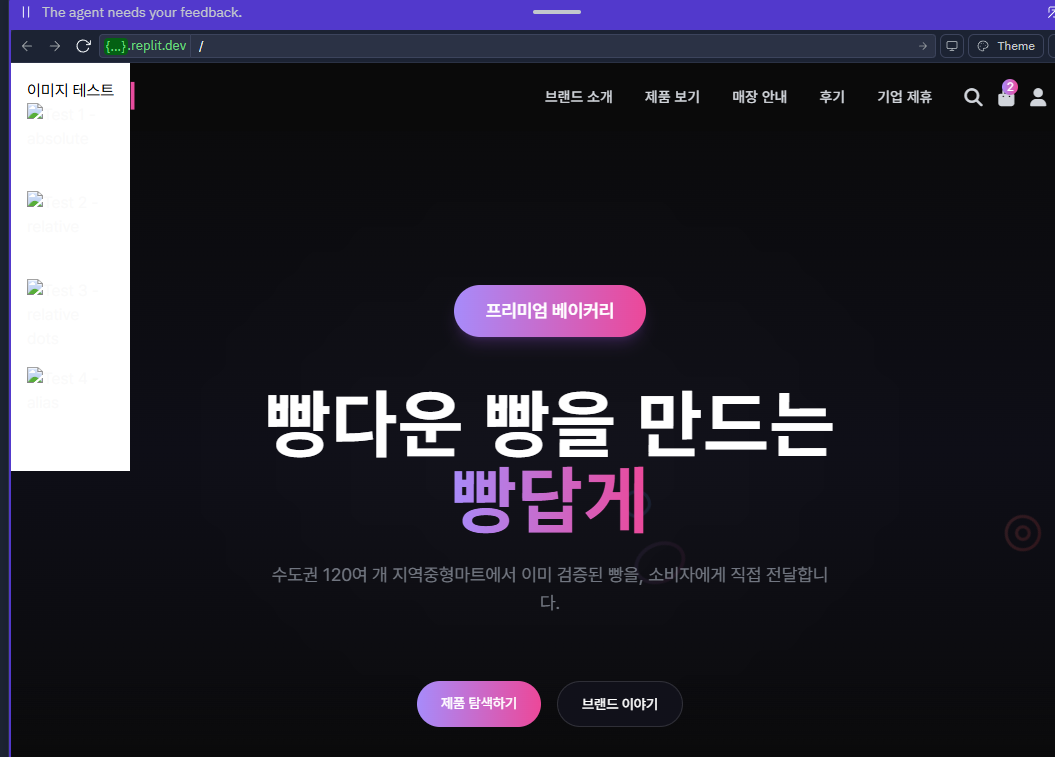 The agent needs your feedback.
{...}.replit.dev /
Theme
이미지 테스트
브랜드 소개 제품 보기 매장 안내 후기 기업 제휴
2
Test 1 -
absolute
Test 2 -
relative
Test 3 -
relative
dots
Test 4 -
alias
프리미엄 베이커리
빵다운 빵을 만드는
빵답게
수도권 120여 개 지역중형마트에서 이미 검증된 빵을, 소비자에게 직접 전달합니
다.
제품 탐색하기 브랜드 이야기